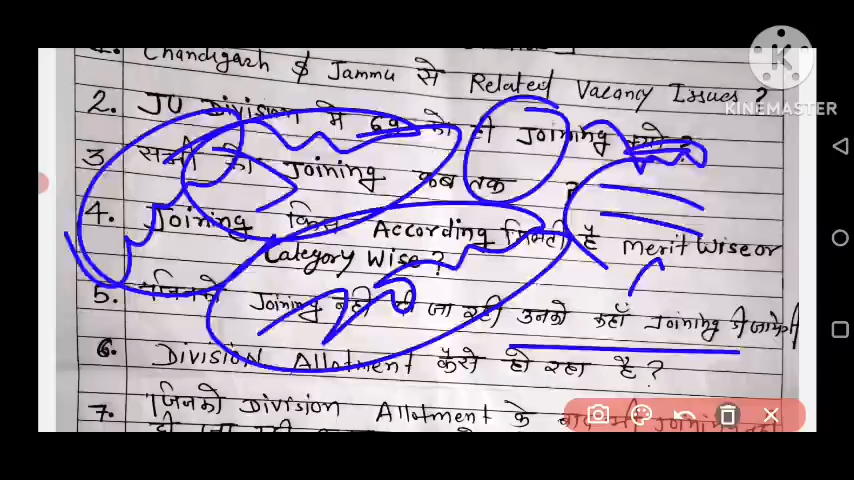 Chandigarh & Jammu से Related Vacancy Issues ?
K
KINEMASTER
2. JU Division में 69 को ही Joining क्यों ?
3 सभी को Joining कब तक ?
4. Joining किस According मिलती है Merit Wise or
Category Wise ?
5. जिनको Joining नहीं दी जा रही उनको कहाँ Joining दी जायेगी
6. Division Allotment कैसे हो रहा है ?
7. जिनको Division Allotment के बाद भी Joining